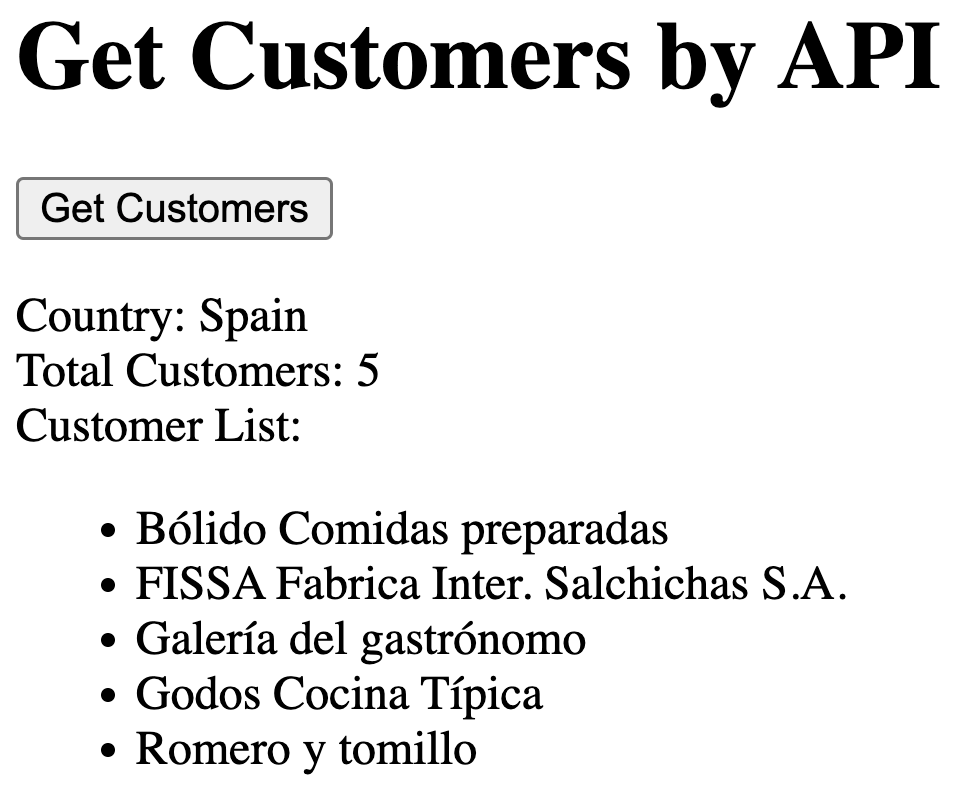 Get Customers by API
Get Customers
Country: Spain
Total Customers: 5
Customer List:
• Bólido Comidas preparadas
• FISSA Fabrica Inter. Salchichas S.A.
• Galería del gastrónomo
• Godos Cocina Típica
• Romero y tomillo